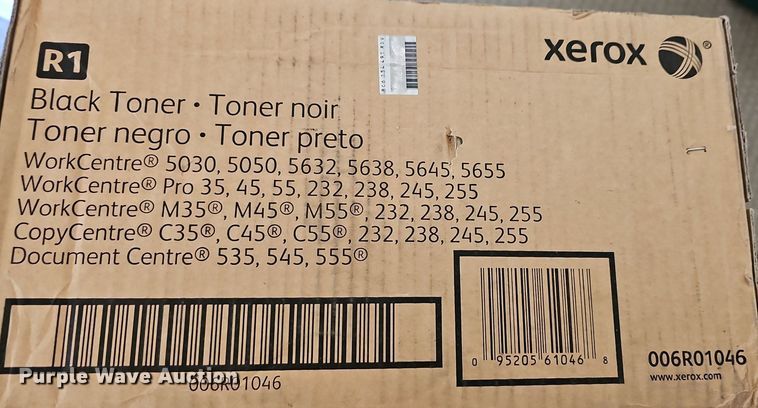 R1
xerox ®
Black Toner • Toner noir
Toner negro • Toner preto
WorkCentre® 5030, 5050, 5632, 5638, 5645, 5655
WorkCentre® Pro 35, 45, 55, 232, 238, 245, 255
WorkCentre® M35®, M45®, M55®, 232, 238, 245, 255
CopyCentre® C35®, C45®, C55®, 232, 238, 245, 255
Document Centre® 535, 545, 555®
0 95205 61046 8
006R01046
www.xerox.com
006R01046
Purple Wave Auction